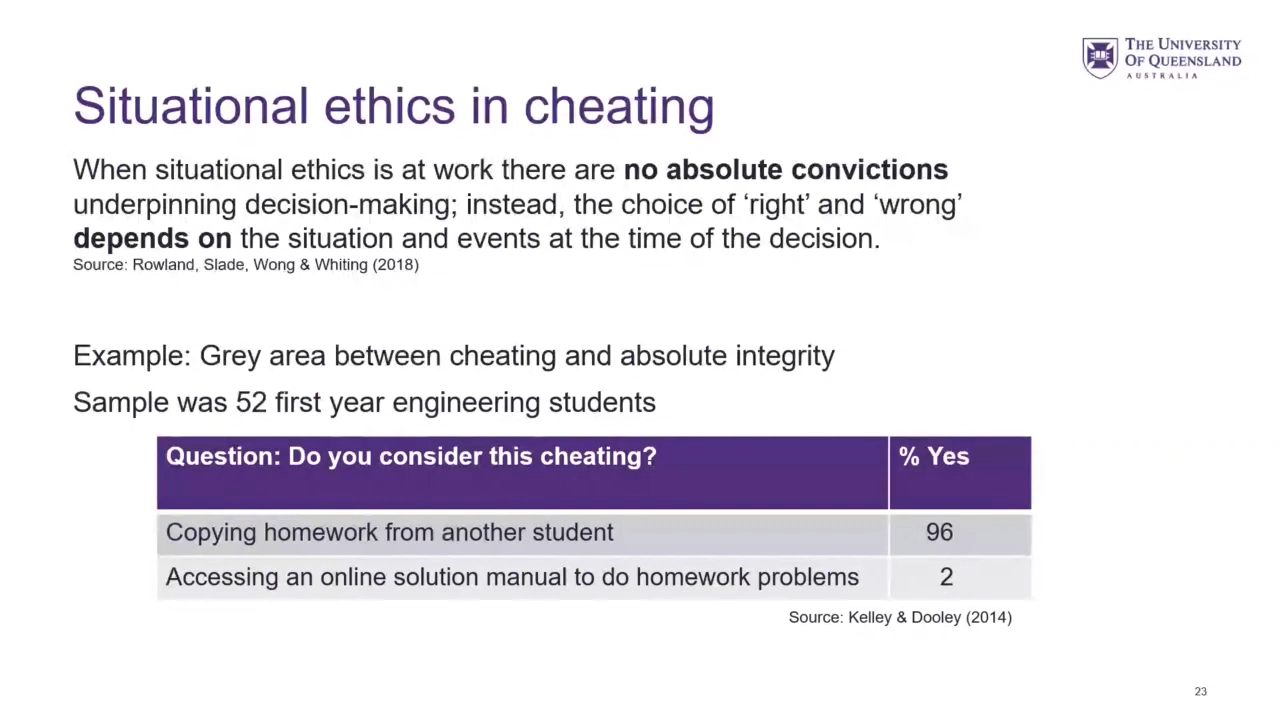 THE UNIVERSITY
OF QUEENSLAND
AUSTRALIA
Situational ethics in cheating
When situational ethics is at work there are no absolute convictions
underpinning decision-making; instead, the choice of ‘right’ and ‘wrong’
depends on the situation and events at the time of the decision.
Source: Rowland, Slade, Wong & Whiting (2018)
Example: Grey area between cheating and absolute integrity
Sample was 52 first year engineering students
Question: Do you consider this cheating? % Yes
Copying homework from another student 96
Accessing an online solution manual to do homework problems 2
Source: Kelley & Dooley (2014)
23